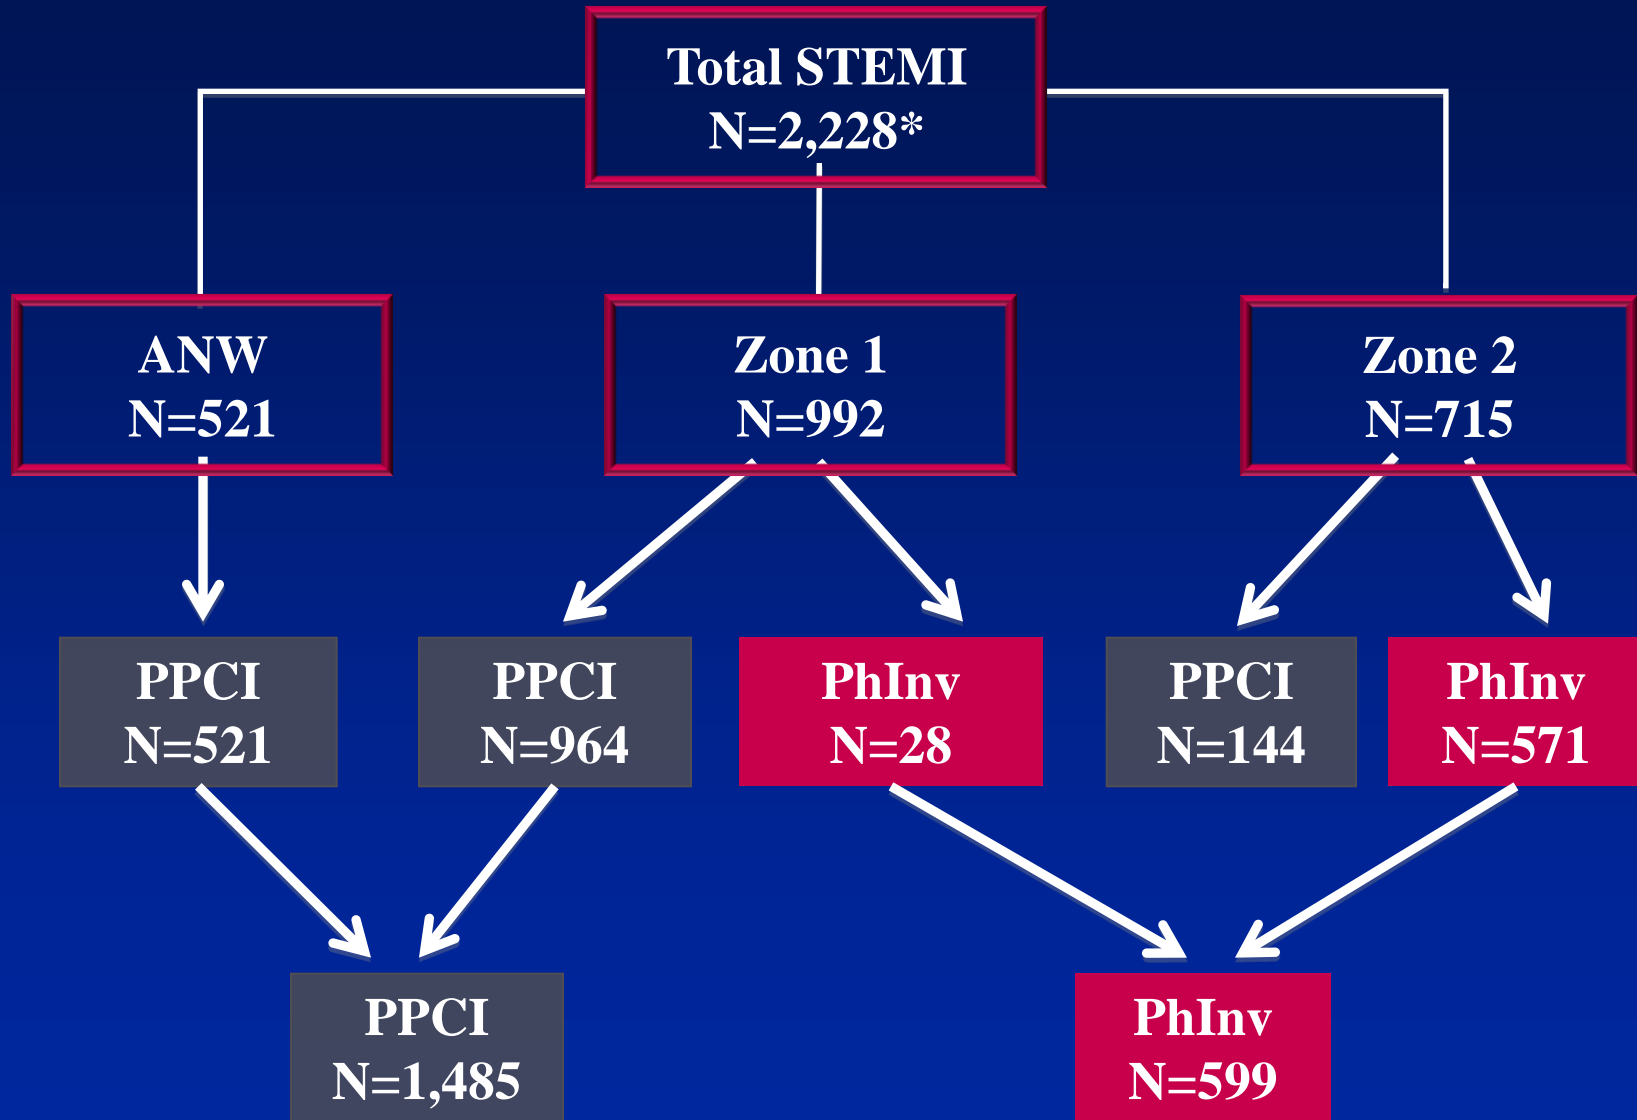 Total STEMI
N=2,228*
ANW
N=521
Zone 1
N=992
Zone 2
N=715
PPCI
N=521
PPCI
N=964
PhInv
N=28
PPCI
N=144
PhInv
N=571
PPCI
N=1,485
PhInv
N=599